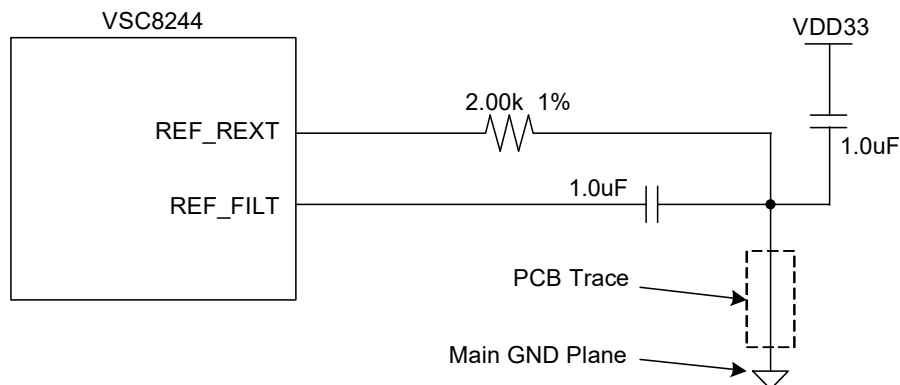 VSC8244
VDD33
2.00k 1%
REF_REXT
1.0uF
1.0uF
REF_FILT
PCB Trace
Main GND Plane